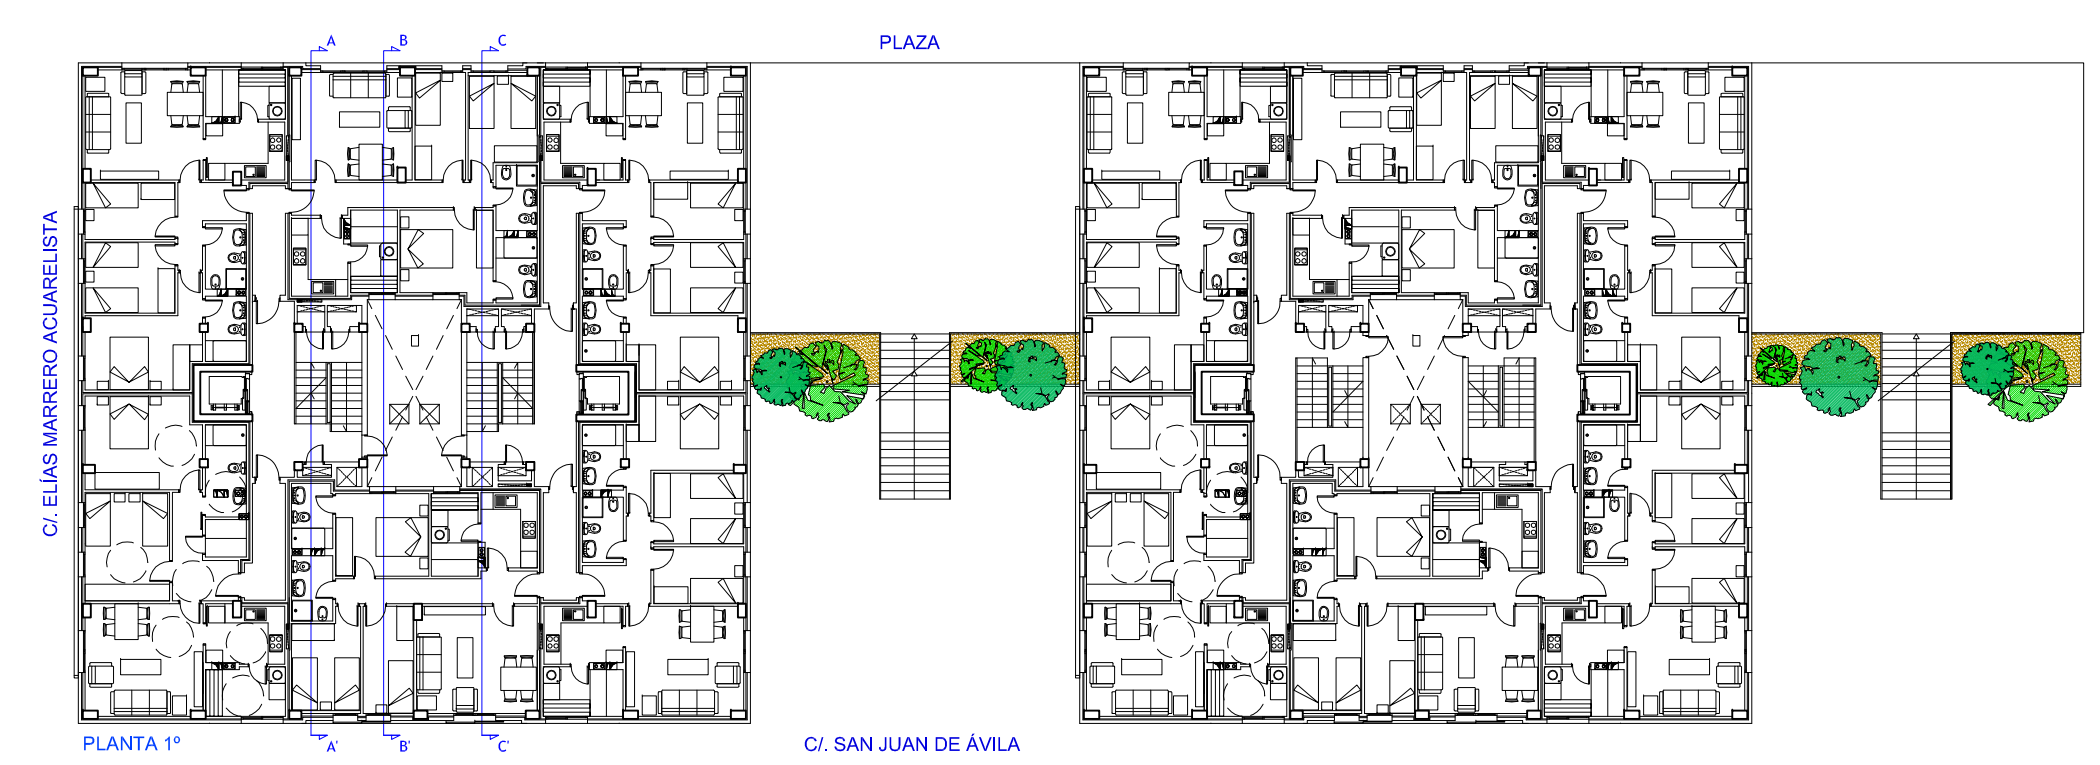 A
B
C
PLAZA
C/. ELÍAS MARRERO ACUARELISTA
PLANTA 1º
A'
B'
C'
C/. SAN JUAN DE ÁVILA